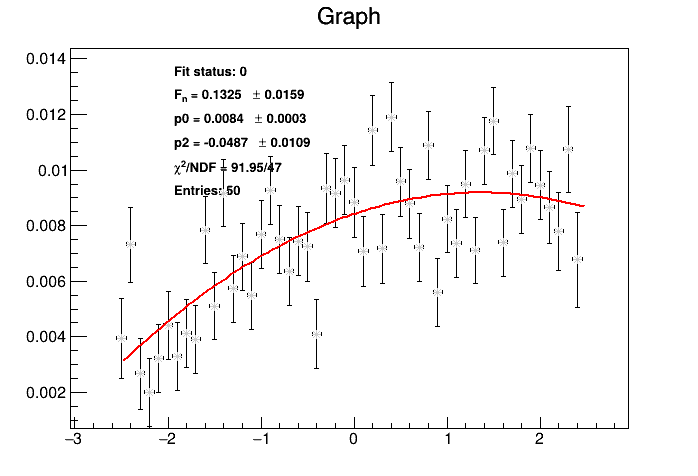 Graph
Fit status: 0
Fn = 0.1325 ± 0.0159
p0 = 0.0084 ± 0.0003
p2 = -0.0487 ± 0.0109
χ²/NDF = 91.95/47
Entries: 50
0.014
0.012
0.01
0.008
0.006
0.004
0.002
−3 −2 −1 0 1 2